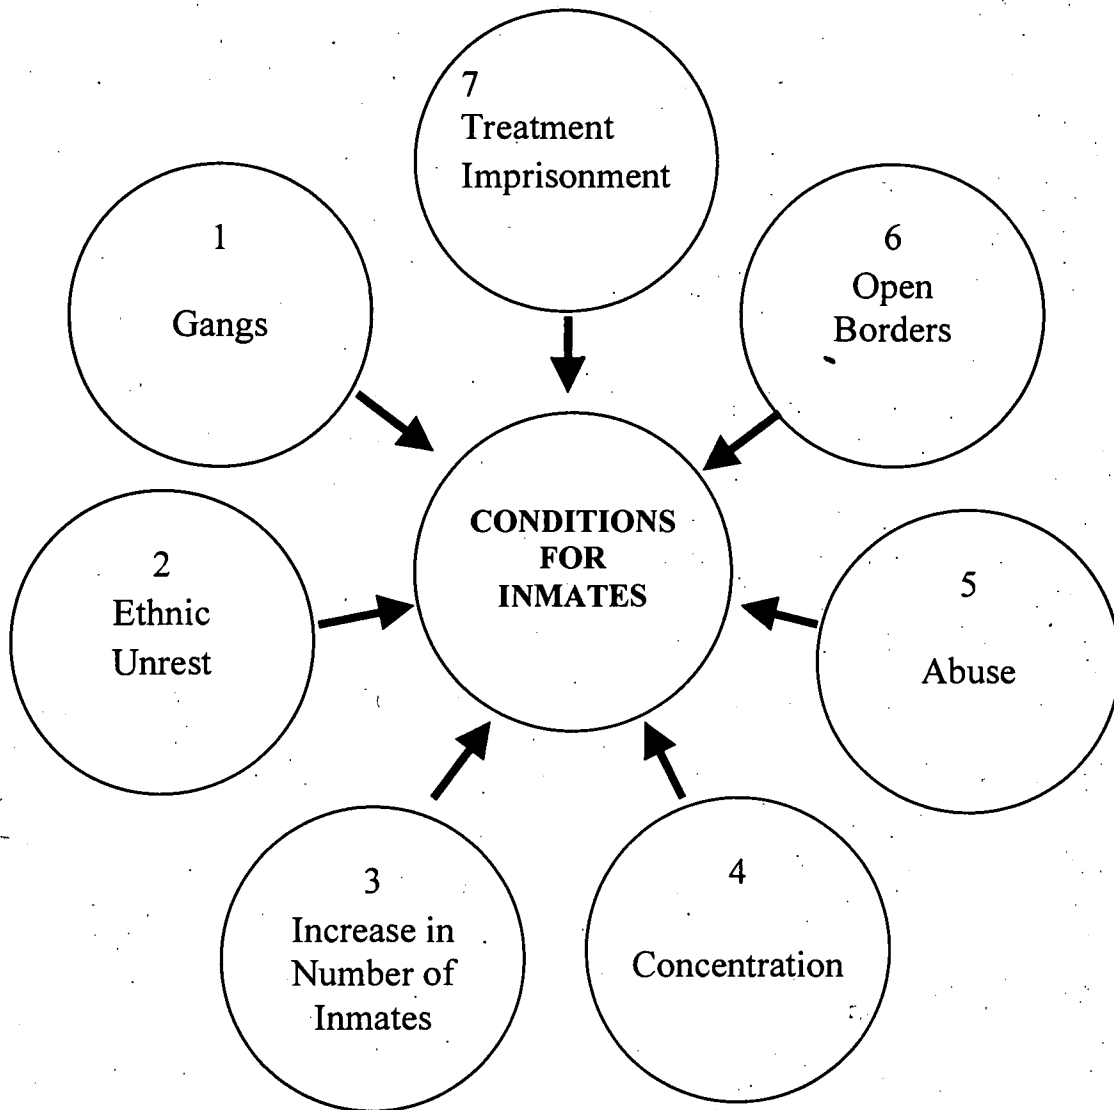 7
Treatment
Imprisonment
1
Gangs
6
Open
Borders
CONDITIONS
FOR
INMATES
2
Ethnic
Unrest
5
Abuse
3
Increase in
Number of
Inmates
4
Concentration